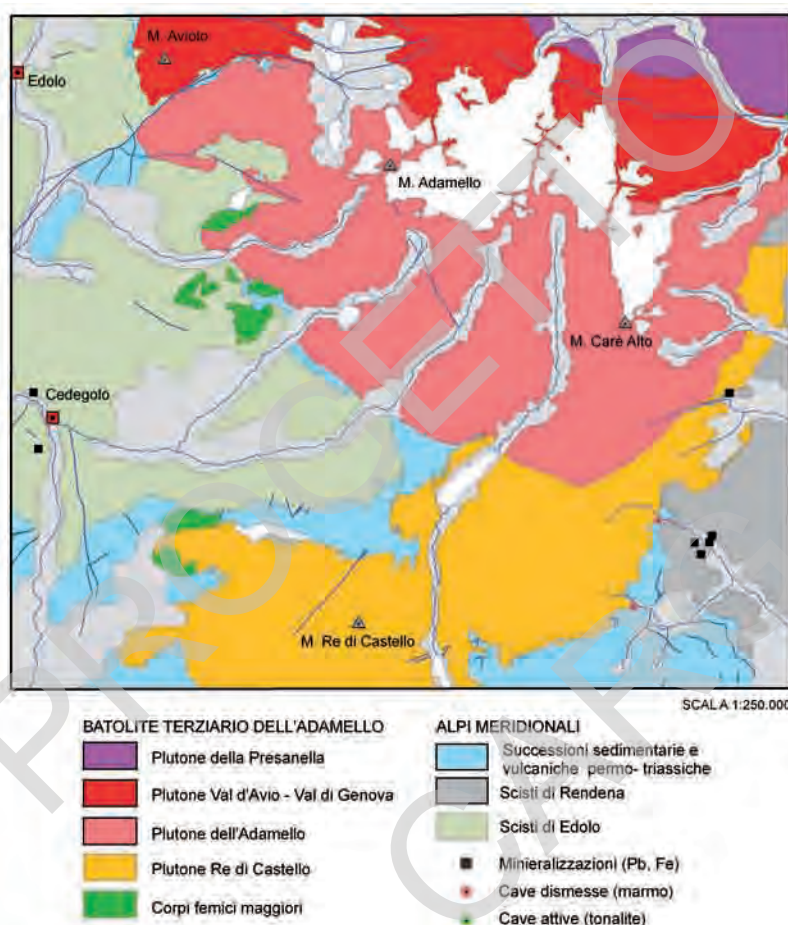 M. Aviolo
Edolo
M. Adamello
M. Carè Alto
Cedegolo
M. Re di Castello
SCALA 1:250.000
BATOLITE TERZIARIO DELL'ADAMELLO
Plutone della Presanella
Plutone Val d'Avio - Val di Genova
Plutone dell'Adamello
Plutone Re di Castello
Corpi femici maggiori
ALPI MERIDIONALI
Successioni sedimentarie e
vulcaniche permo- triassiche
Scisti di Rendena
Scisti di Edolo
Minieralizzazioni (Pb, Fe)
Cave dismesse (marmo)
Cave attive (tonalite)
PROGETTO
CARG